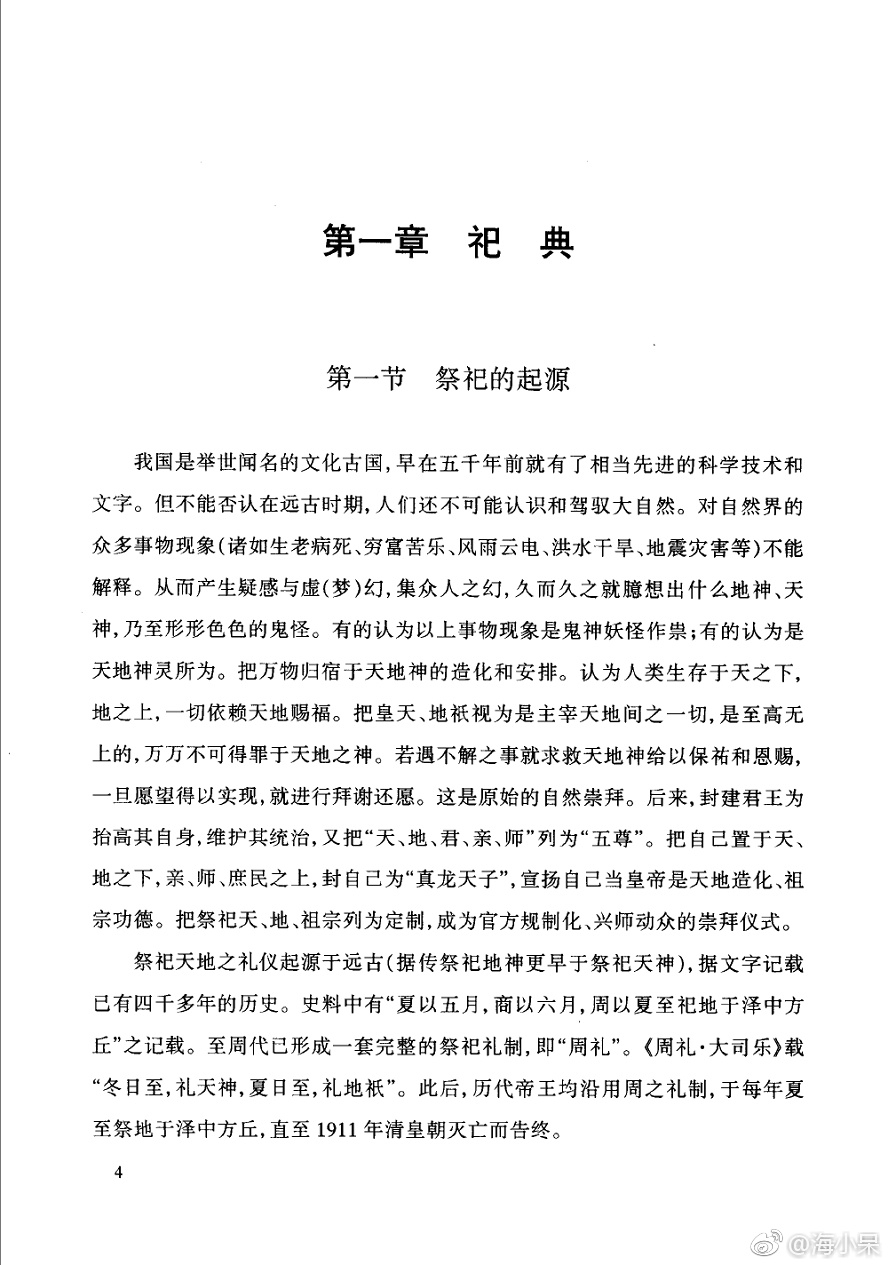 第一章 祀 典
第一节 祭祀的起源
我国是举世闻名的文化古国,早在五千年前就有了相当先进的科学技术和
文字。但不能否认在远古时期,人们还不可能认识和驾驭大自然。对自然界的
众多事物现象(诸如生老病死、穷富苦乐、风雨云电、洪水干旱、地震灾害等)不能
解释。从而产生疑感与虚(梦)幻,集众人之幻,久而久之就臆想出什么地神、天
神,乃至形形色色的鬼怪。有的认为以上事物现象是鬼神妖怪作祟;有的认为是
天地神灵所为。把万物归宿于天地神的造化和安排。认为人类生存于天之下,
地之上,一切依赖天地赐福。把皇天、地祇视为是主宰天地间之一切,是至高无
上的,万万不可得罪于天地之神。若遇不解之事就求救天地神给以保祐和恩赐,
一旦愿望得以实现,就进行拜谢还愿。这是原始的自然崇拜。后来,封建君王为
抬高其自身,维护其统治,又把“天、地、君、亲、师”列为“五尊”。把自己置于天、
地之下,亲、师、庶民之上,封自己为“真龙天子”,宣扬自己当皇帝是天地造化、祖
宗功德。把祭祀天、地、祖宗列为定制,成为官方规制化、兴师动众的崇拜仪式。
祭祀天地之礼仪起源于远古(据传祭祀地神更早于祭祀天神),据文字记载
已有四千多年的历史。史料中有“夏以五月,商以六月,周以夏至祀地于泽中方
丘”之记载。至周代已形成一套完整的祭祀礼制,即“周礼”。《周礼·大司乐》载
“冬日至,礼天神,夏日至,礼地祇”。此后,历代帝王均沿用周之礼制,于每年夏
至祭地于泽中方丘,直至1911年清皇朝灭亡而告终。
4
@海小呆